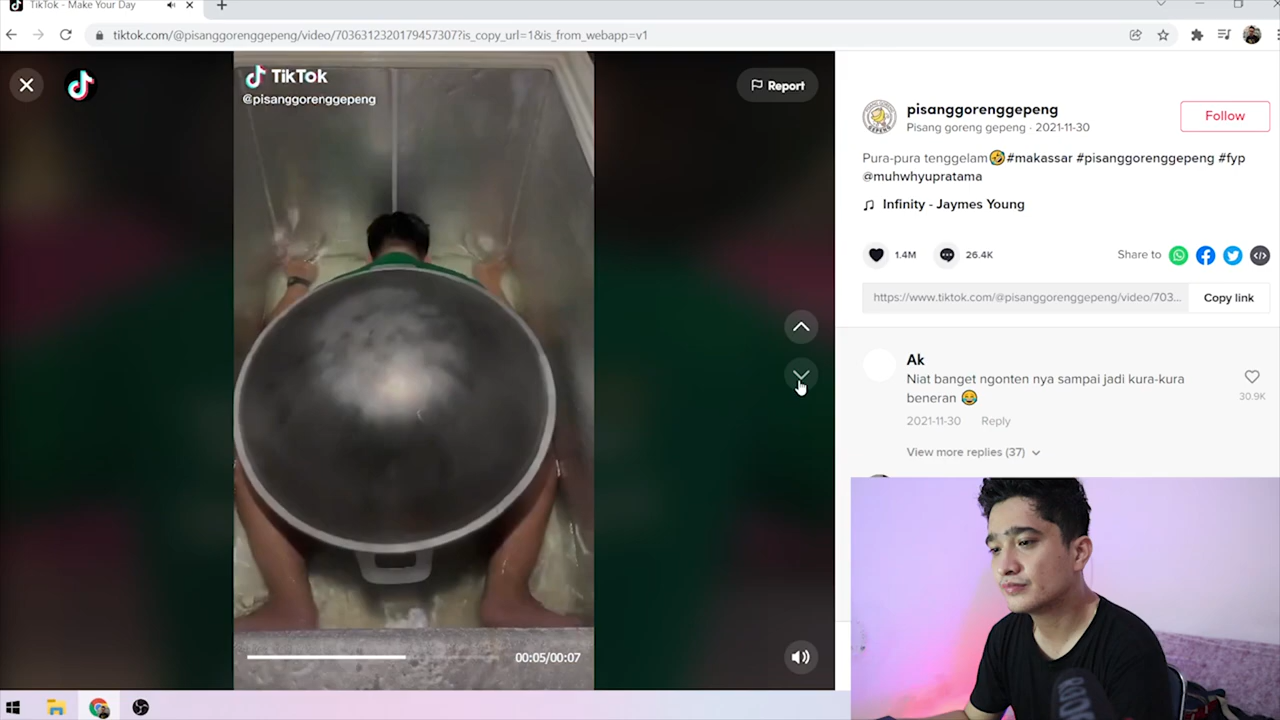 TikTok - Make Your Day
tiktok.com/@pisanggorenggepeng/video/7036312320179457307?is_copy_url=1&is_from_webapp=v1
TikTok
@pisanggorenggepeng
Report
00:05/00:07
pisanggorenggepeng
Pisang goreng gepeng · 2021-11-30
Follow
Pura-pura tenggelam🤣#makassar #pisanggorenggepeng #fyp
@muhwhyupratama
Infinity - Jaymes Young
1.4M
26.4K
Share to
https://www.tiktok.com/@pisanggorenggepeng/video/703...
Copy link
Ak
Niat banget ngonten nya sampai jadi kura-kura
beneran 😂
30.9K
2021-11-30 Reply
View more replies (37)